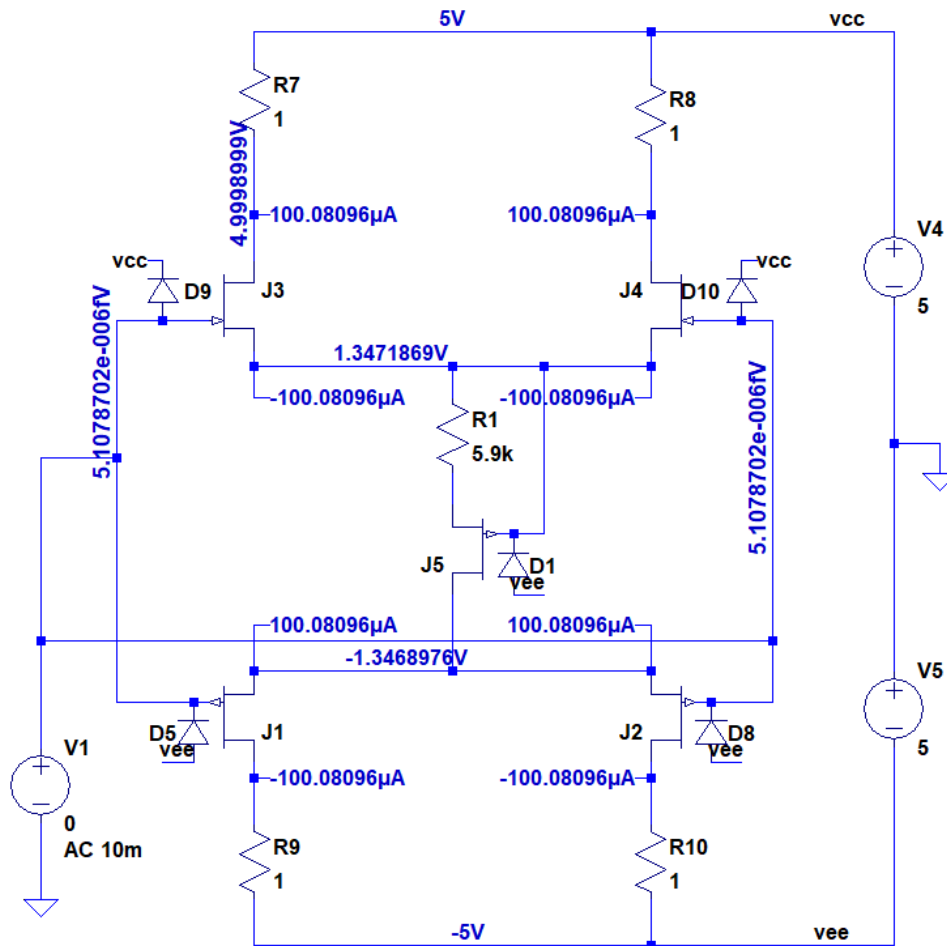 5V
vcc
R7
1
R8
1
4.9998999V
100.08096µA
100.08096µA
V4
5
vcc
D9
J3
J4
D10
vcc
1.3471869V
-100.08096µA
-100.08096µA
5.1078702e-006fV
R1
5.9k
5.1078702e-006fV
J5
D1
vee
100.08096µA
100.08096µA
-1.3468976V
D5
vee
J1
J2
D8
vee
V5
5
V1
0
AC 10m
-100.08096µA
-100.08096µA
R9
1
R10
1
-5V
vee